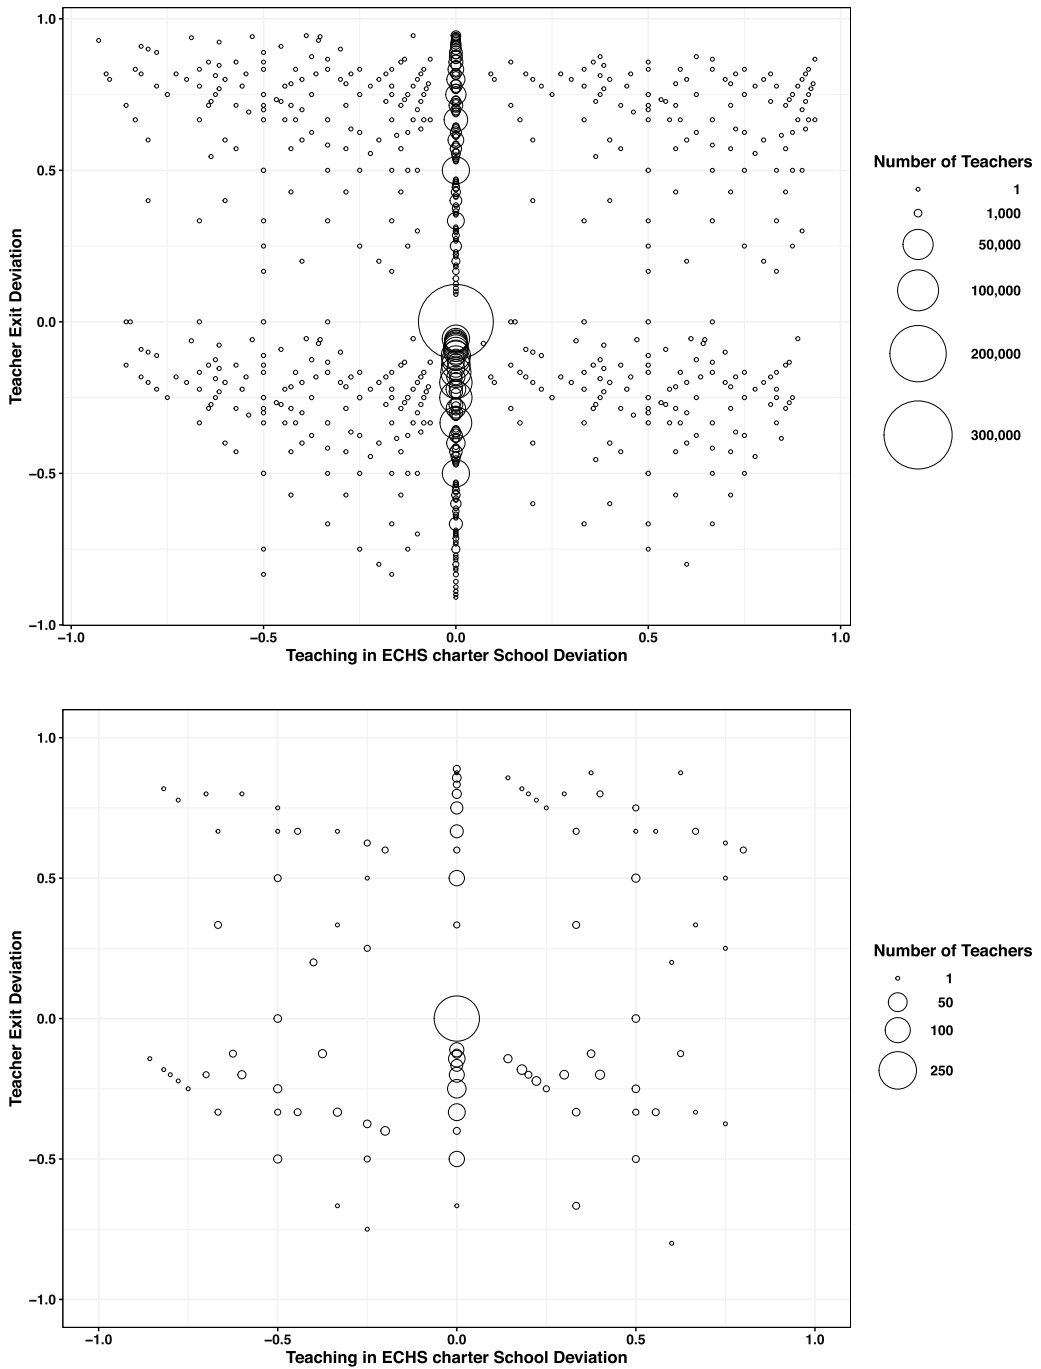 1.0
0.5
0.0
−0.5
−1.0
Teacher Exit Deviation
−1.0 −0.5 0.0 0.5 1.0
Teaching in ECHS charter School Deviation
Number of Teachers
1
1,000
50,000
100,000
200,000
300,000
1.0
0.5
0.0
−0.5
−1.0
Teacher Exit Deviation
−1.0 −0.5 0.0 0.5 1.0
Teaching in ECHS charter School Deviation
Number of Teachers
1
50
100
250